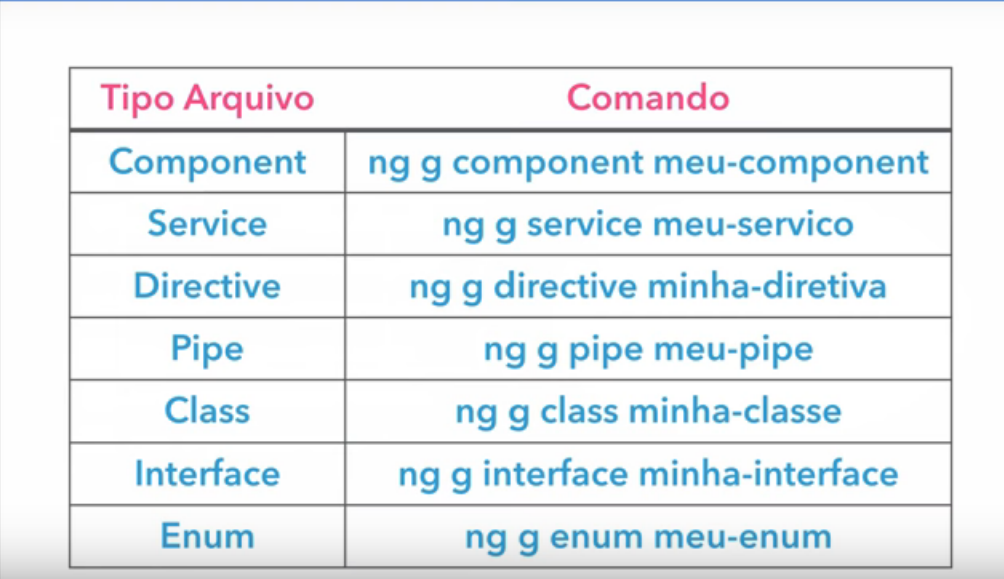 Tipo Arquivo Comando
Component ng g component meu-component
Service ng g service meu-servico
Directive ng g directive minha-diretiva
Pipe ng g pipe meu-pipe
Class ng g class minha-classe
Interface ng g interface minha-interface
Enum ng g enum meu-enum